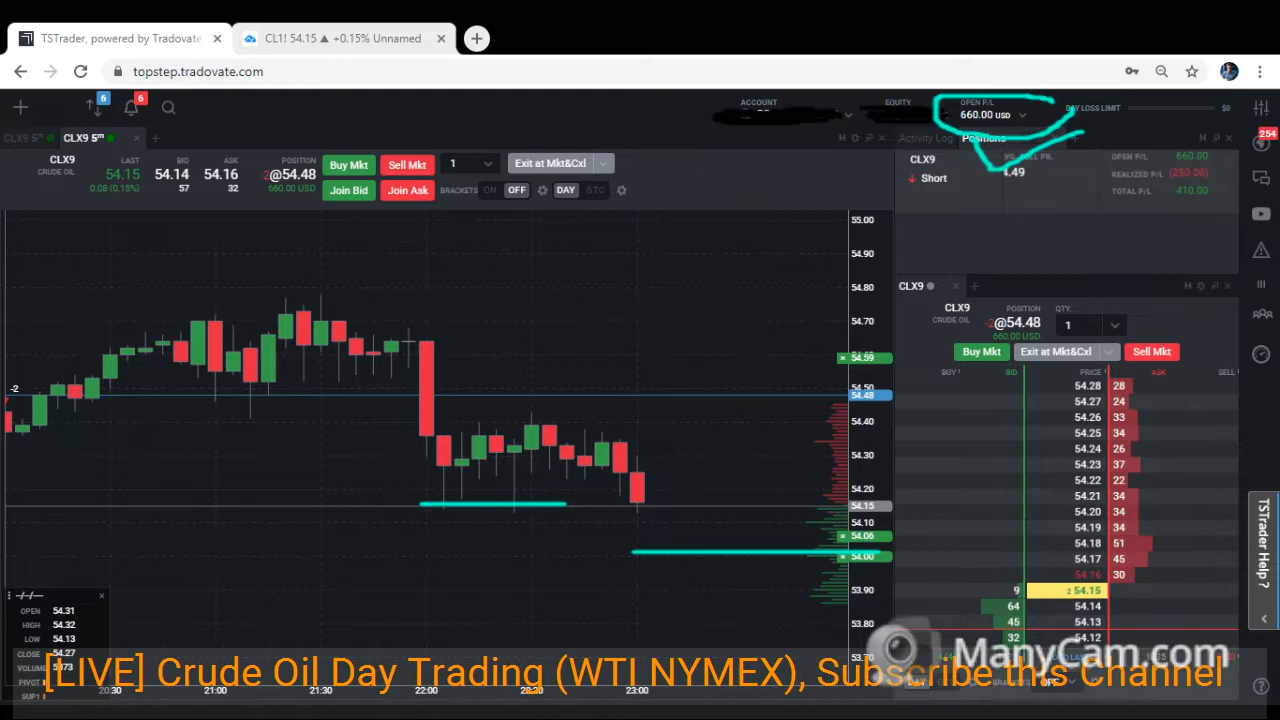 TSTrader, powered by Tradovate
CL1! 54.15 ▲ +0.15% Unnamed
topstep.tradovate.com
6
6
ACCOUNT
EQUITY
OPEN P/L
660.00 USD
DAY LOSS LIMIT
$0
254
CLX9 5m
CLX9 5m
Activity Log
Positions
CLX9
CRUDE OIL
LAST
54.15
0.08 (0.15%)
BID
54.14
57
ASK
54.16
32
POSITION
-2@54.48
660.00 USD
Buy Mkt
Sell Mkt
1
Exit at Mkt&Cxl
Join Bid
Join Ask
BRACKETS
ON
OFF
DAY
GTC
CLX9
Short
4.49
OPEN P/L 660.00
REALIZED P/L (250.00)
TOTAL P/L 410.00
55.00
54.90
54.80
54.70
54.59
54.50
54.48
54.40
54.30
54.20
54.15
54.10
54.06
54.00
53.90
53.80
53.70
-2
CLX9
CLX9
CRUDE OIL
POSITION
-2@54.48
660.00 USD
QTY.
1
Buy Mkt
Exit at Mkt&Cxl
Sell Mkt
BUY
BID
PRICE
ASK
SELL
54.28 28
54.27 24
54.26 33
54.25 34
54.24 26
54.23 37
54.22 22
54.21 34
54.20 34
54.19 34
54.18 51
54.17 45
54.16 30
9 2 54.15
64 54.14
45 54.13
32 54.12
TSTrader Help?
-/-/--
OPEN 54.31
HIGH 54.32
LOW 54.13
CLOSE 54.27
VOLUME
PIVOT
SUP1
20:30
21:00
21:30
22:00
23:00
ManyCam.com
[LIVE] Crude Oil Day Trading (WTI NYMEX), Subscribe this Channel